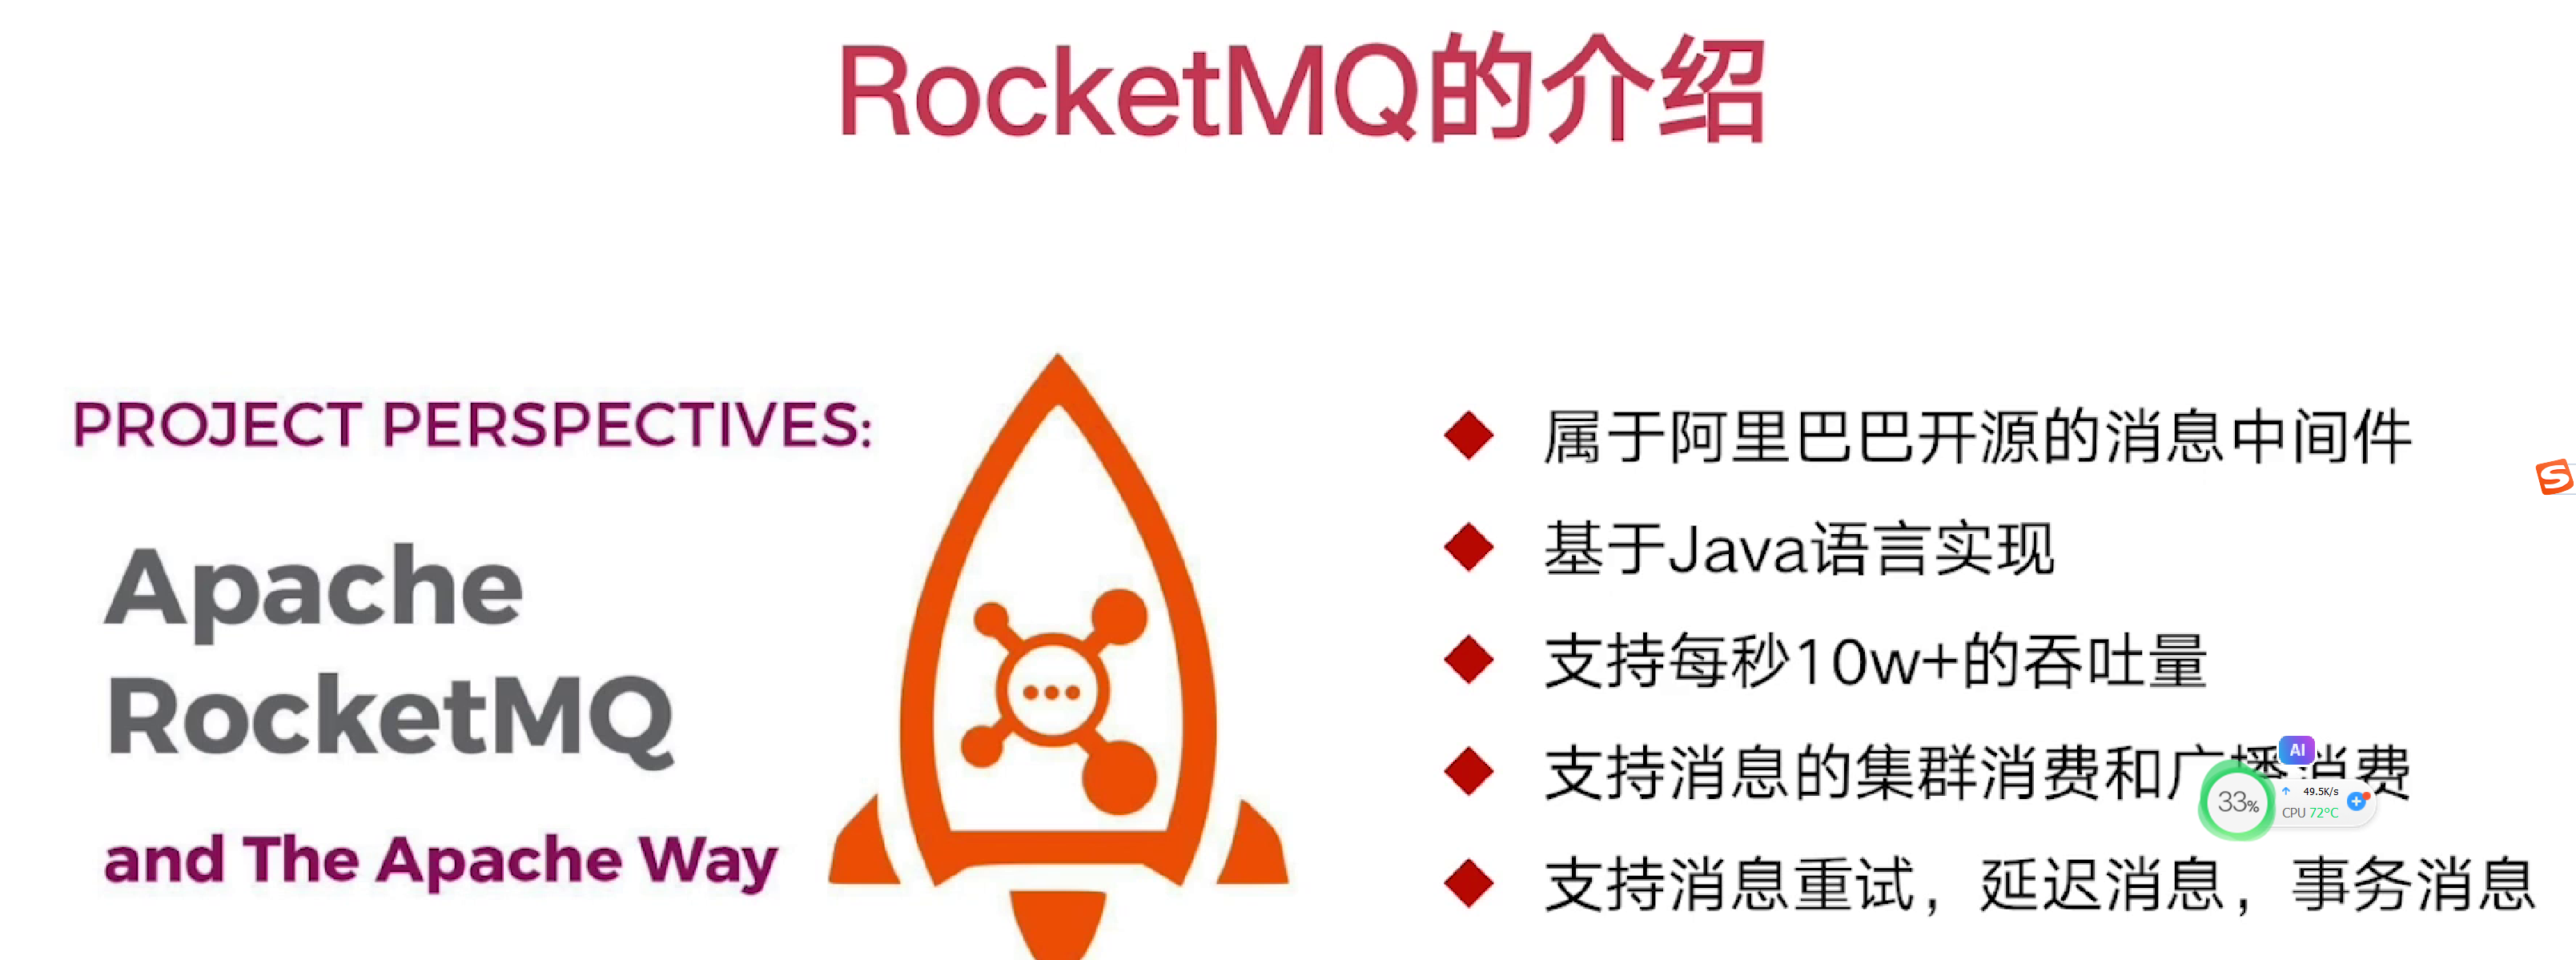 RocketMQ的介绍
PROJECT PERSPECTIVES:
Apache
RocketMQ
and The Apache Way
属于阿里巴巴开源的消息中间件
基于Java语言实现
支持每秒10w+的吞吐量
支持消息的集群消费和广播消费
支持消息重试，延迟消息，事务消息
AI
33%
49.5K/s
CPU 72°C
S